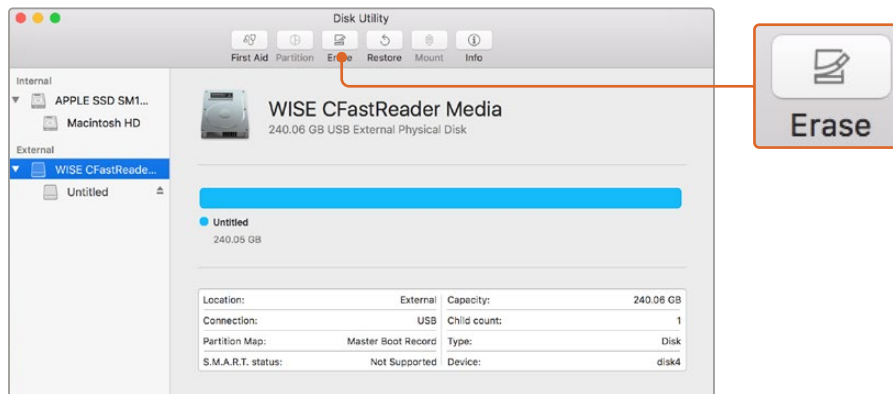 Disk Utility
First Aid Partition Erase Restore Mount Info
Erase
Internal
APPLE SSD SM1...
Macintosh HD
External
WISE CFastReade...
Untitled
WISE CFastReader Media
240.06 GB USB External Physical Disk
Untitled
240.05 GB
Location: External Capacity: 240.06 GB
Connection: USB Child count: 1
Partition Map: Master Boot Record Type: Disk
S.M.A.R.T. status: Not Supported Device: disk4